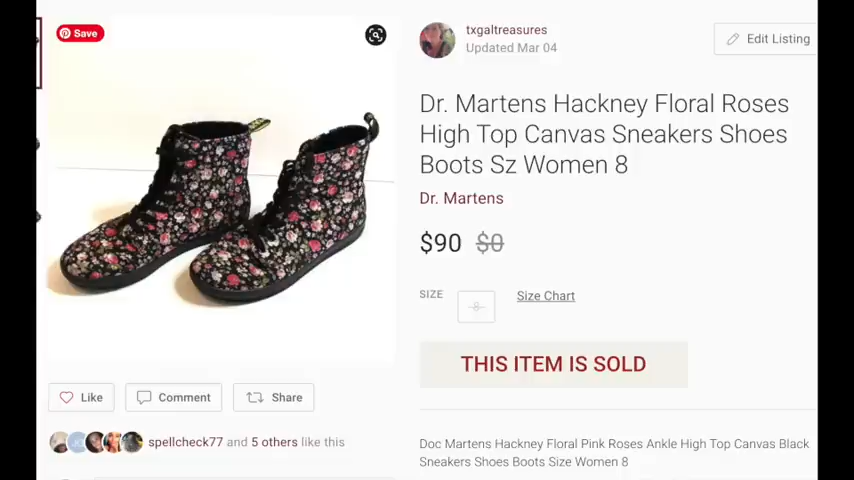 Save
txgaltreasures
Updated Mar 04
Edit Listing
Dr. Martens Hackney Floral Roses
High Top Canvas Sneakers Shoes
Boots Sz Women 8
Dr. Martens
$90 $0
SIZE
8
Size Chart
THIS ITEM IS SOLD
Like
Comment
Share
spellcheck77 and 5 others like this
Doc Martens Hackney Floral Pink Roses Ankle High Top Canvas Black
Sneakers Shoes Boots Size Women 8